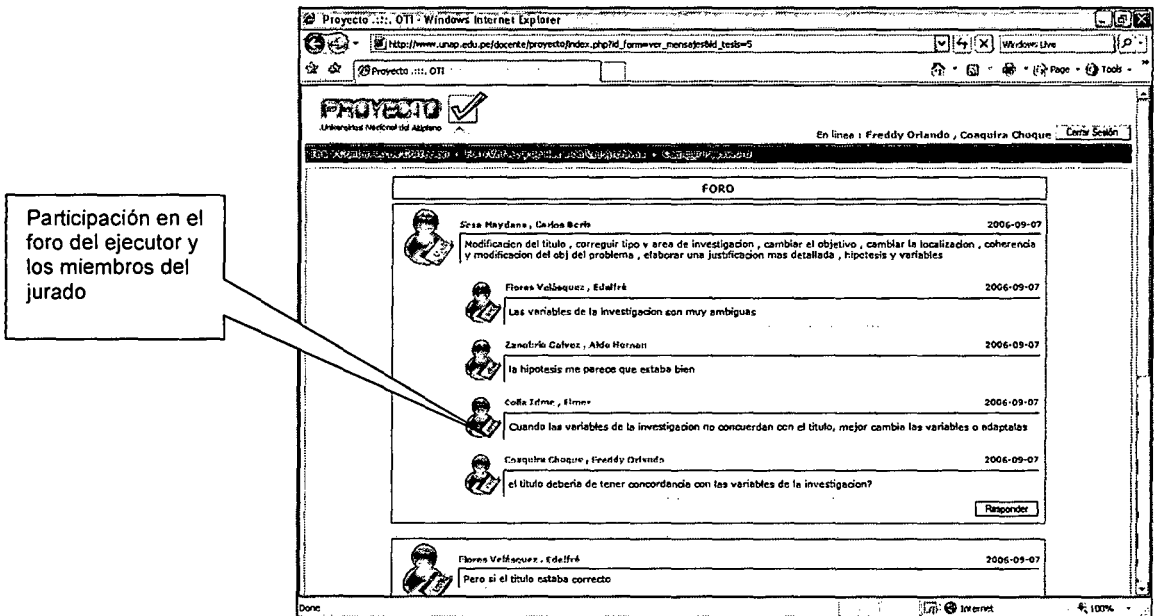 Proyecto .:::. OTI - Windows Internet Explorer
http://www.unap.edu.pe/docente/proyecto/index.php?id_form=ver_mensajes&id_tesis=5
Windows Live
Proyecto .:::. OTI
Page
Tools
PROYECTO
Universidad Nacional del Altiplano
En linea : Freddy Orlando , Coaquira Choque
Cerrar Sesión
FORO
Participación en el
foro del ejecutor y
los miembros del
jurado
Sosa Maydana , Carlos Boris
2006-09-07
Modificacion del titulo , correguir tipo y area de investigacion , cambiar el objetivo , cambiar la localizacion , coherencia
y modificacion del obj del problema , elaborar una justificacion mas detallada , hipotesis y variables
Flores Velásquez , Edelfré
2006-09-07
Las variables de la investigacion son muy ambiguas
Zanabria Galvez , Aldo Hernan
2006-09-07
la hipotesis me parece que estaba bien
Colla Idme , Elmer
2006-09-07
Cuando las variables de la investigacion no concuerdan con el titulo, mejor cambia las variables o adaptalas
Coaquira Choque , Freddy Orlando
2006-09-07
el titulo deberia de tener concordancia con las variables de la investigacion?
Responder
Flores Velásquez , Edelfré
2006-09-07
Pero si el titulo estaba correcto
Done
Internet
100%